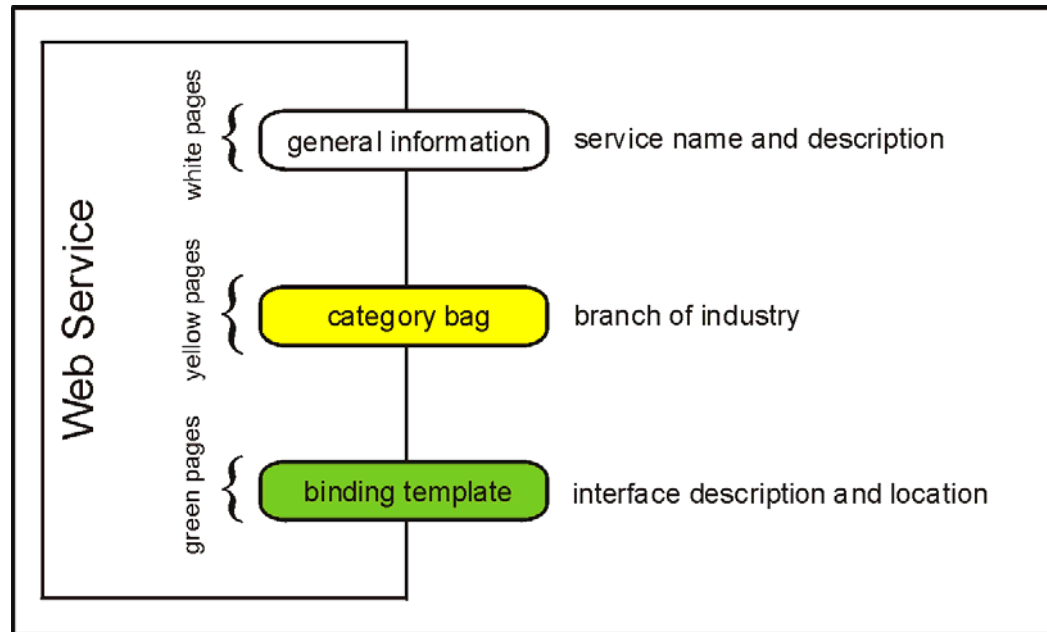 Web Service
white pages
general information
service name and description
yellow pages
category bag
branch of industry
green pages
binding template
interface description and location